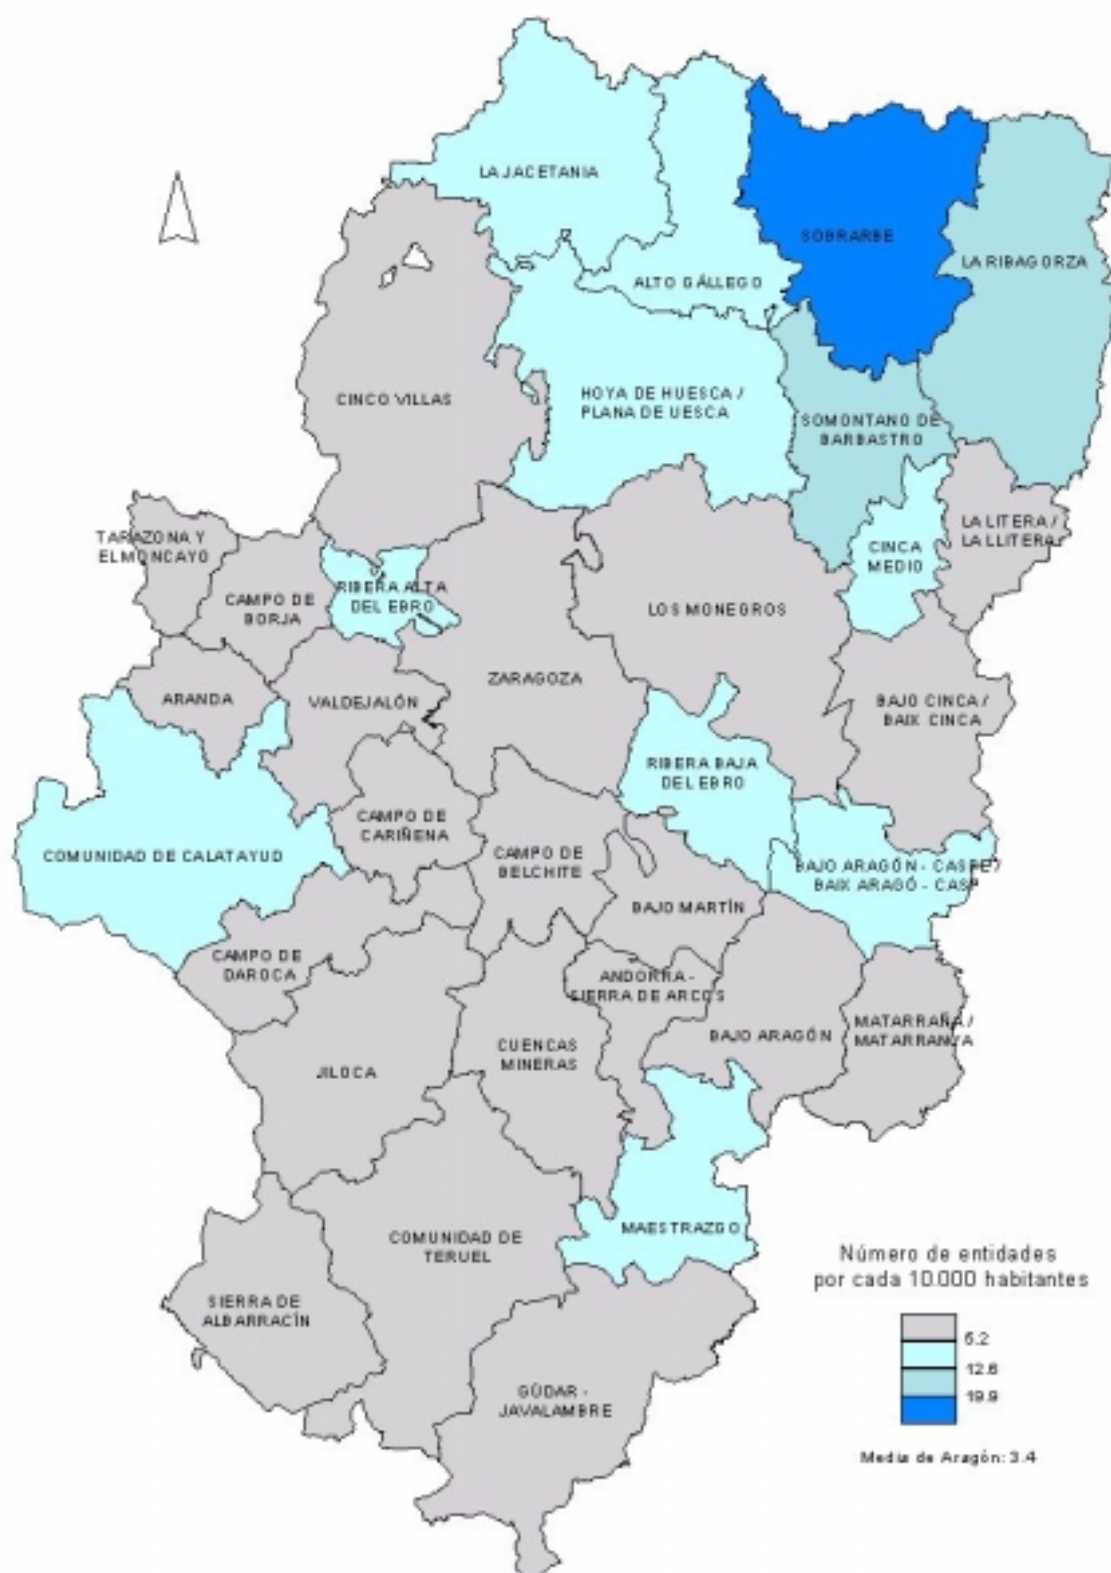 LA JACETANIA
SOBRARBE
LA RIBAGORZA
ALTO GÁLLEGO
CINCO VILLAS
HOYA DE HUESCA /
PLANA DE UESCA
SOMONTANO DE
BARBASTRO
TARAZONA Y
EL MONCAYO
LA LITERA /
LA LLITERA
CINCA
MEDIO
RIBERA ALTA
DEL EBRO
CAMPO DE
BORJA
LOS MONEGROS
ZARAGOZA
ARANDA
VALDEJALÓN
BAJO CINCA /
BAIX CINCA
RIBERA BAJA
DEL EBRO
CAMPO DE
CARIÑENA
COMUNIDAD DE CALATAYUD
CAMPO DE
BELCHITE
BAJO ARAGÓN - CASPE /
BAIX ARAGÓ - CASP
BAJO MARTÍN
CAMPO DE
DAROCA
ANDORRA -
SIERRA DE ARCOS
BAJO ARAGÓN
MATARRAÑA /
MATARRANYA
CUENCAS
MINERAS
JILOCA
MAESTRAZGO
COMUNIDAD DE
TERUEL
SIERRA DE
ALBARRACÍN
GÚDAR -
JAVALAMBRE
Número de entidades
por cada 10.000 habitantes
5.2
12.6
19.9
Media de Aragón: 3.4